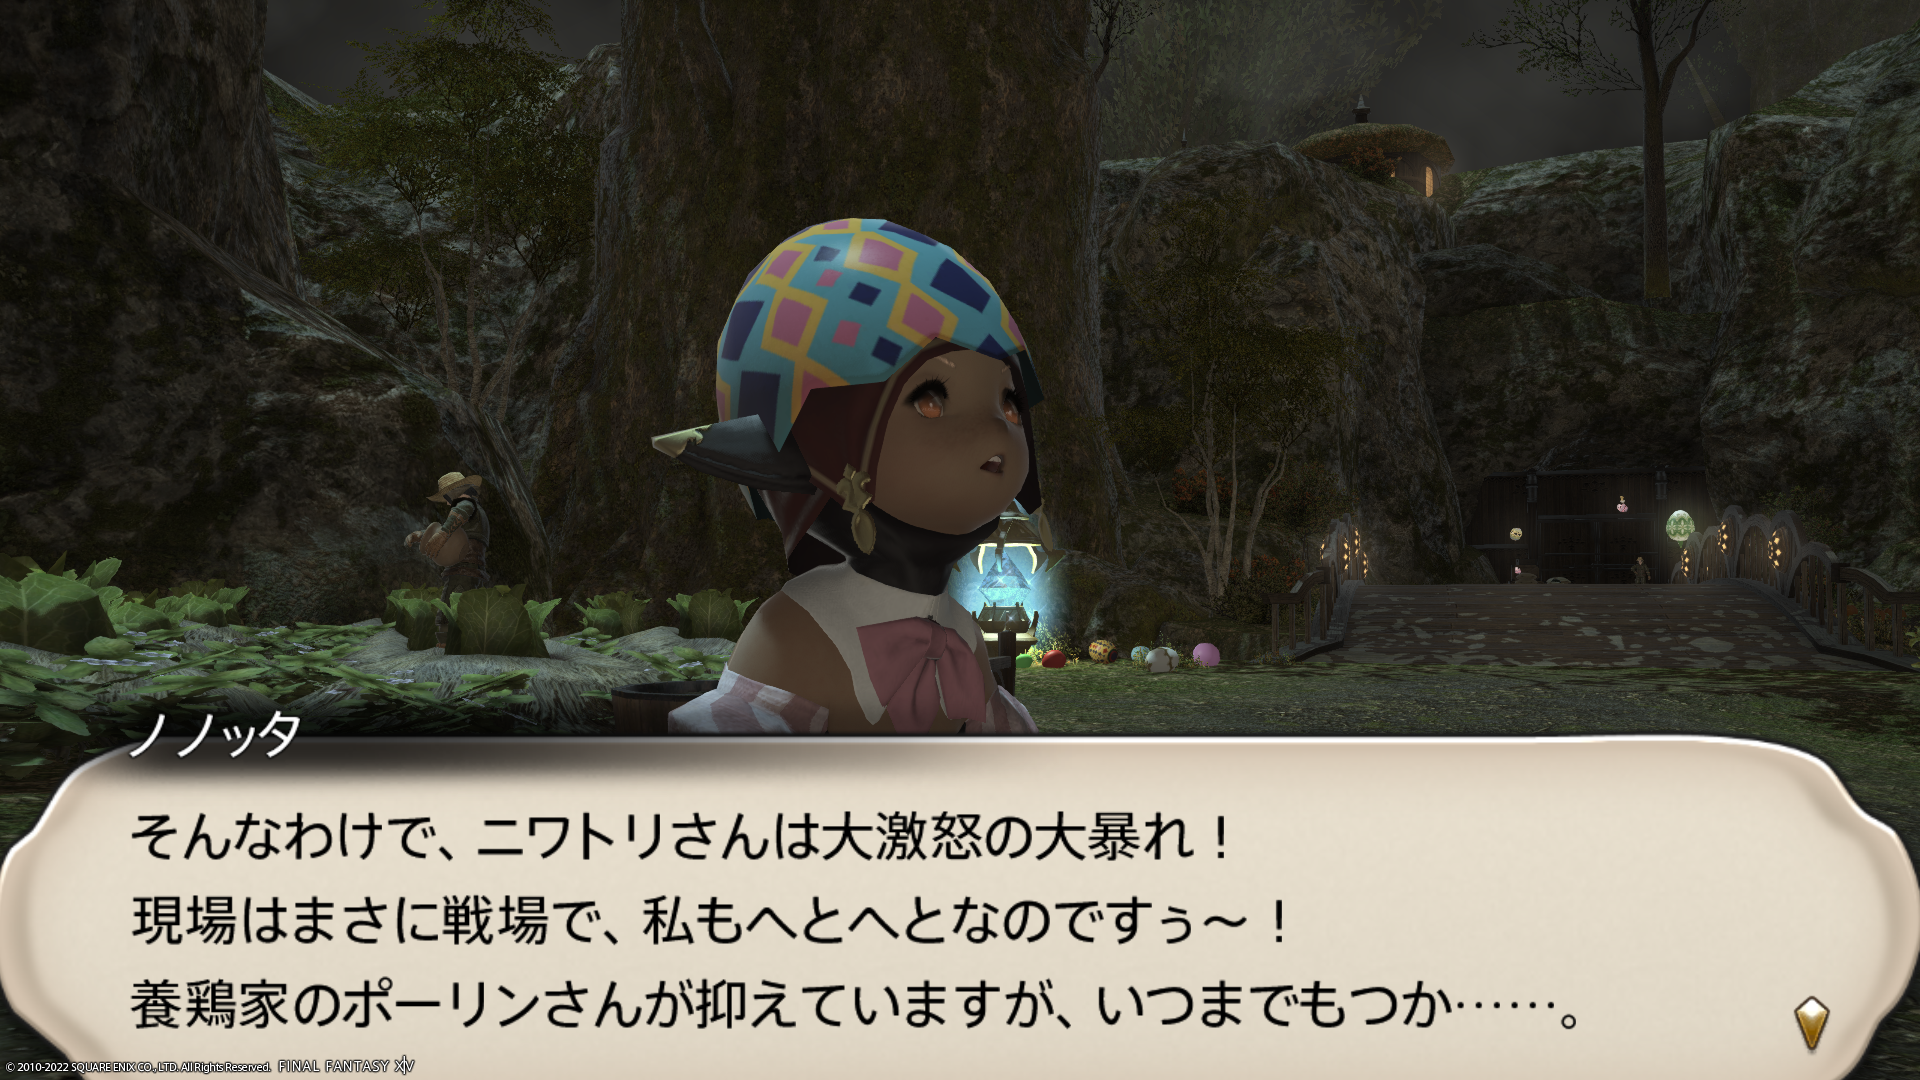 ノノッタ
そんなわけで、ニワトリさんは大激怒の大暴れ！
現場はまさに戦場で、私もへとへとなのですぅ～！
養鶏家のポーリンさんが抑えていますが、いつまでもつか……。
© 2010-2022 SQUARE ENIX CO., LTD. All Rights Reserved. FINAL FANTASY XIV